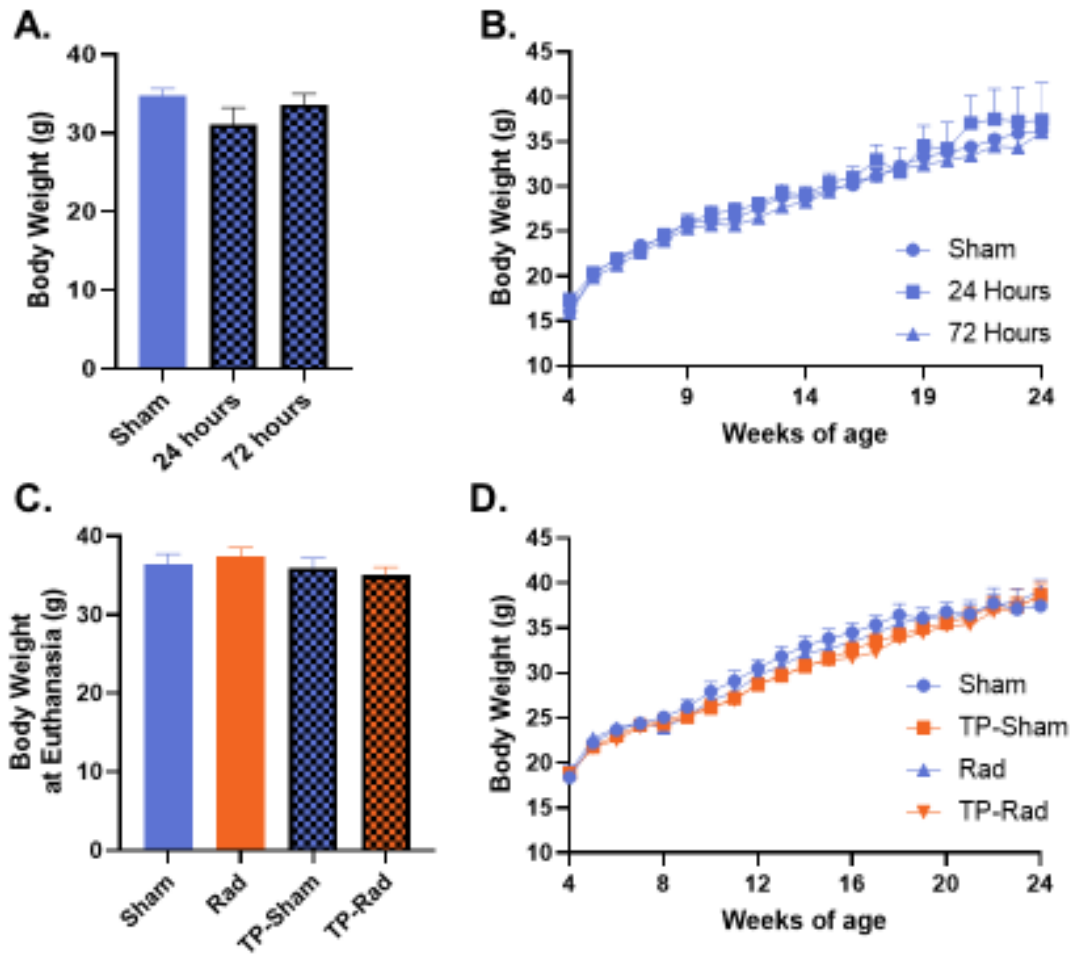 A.
40
30
20
10
0
Body Weight (g)
Sham
24 hours
72 hours
B.
45
40
35
30
25
20
15
10
Body Weight (g)
4 9 14 19 24
Weeks of age
Sham
24 Hours
72 Hours
C.
40
30
20
10
0
Body Weight
at Euthanasia (g)
Sham
Rad
TP-Sham
TP-Rad
D.
45
40
35
30
25
20
15
10
Body Weight (g)
4 8 12 16 20 24
Weeks of age
Sham
TP-Sham
Rad
TP-Rad